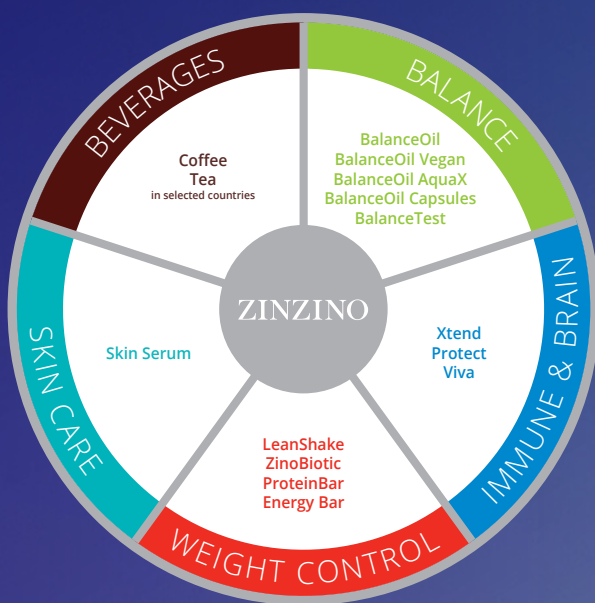 BEVERAGES
Coffee
Tea
in selected countries
BALANCE
BalanceOil
BalanceOil Vegan
BalanceOil AquaX
BalanceOil Capsules
BalanceTest
ZINZINO
SKIN CARE
Skin Serum
IMMUNE & BRAIN
Xtend
Protect
Viva
LeanShake
ZinoBiotic
ProteinBar
Energy Bar
WEIGHT CONTROL